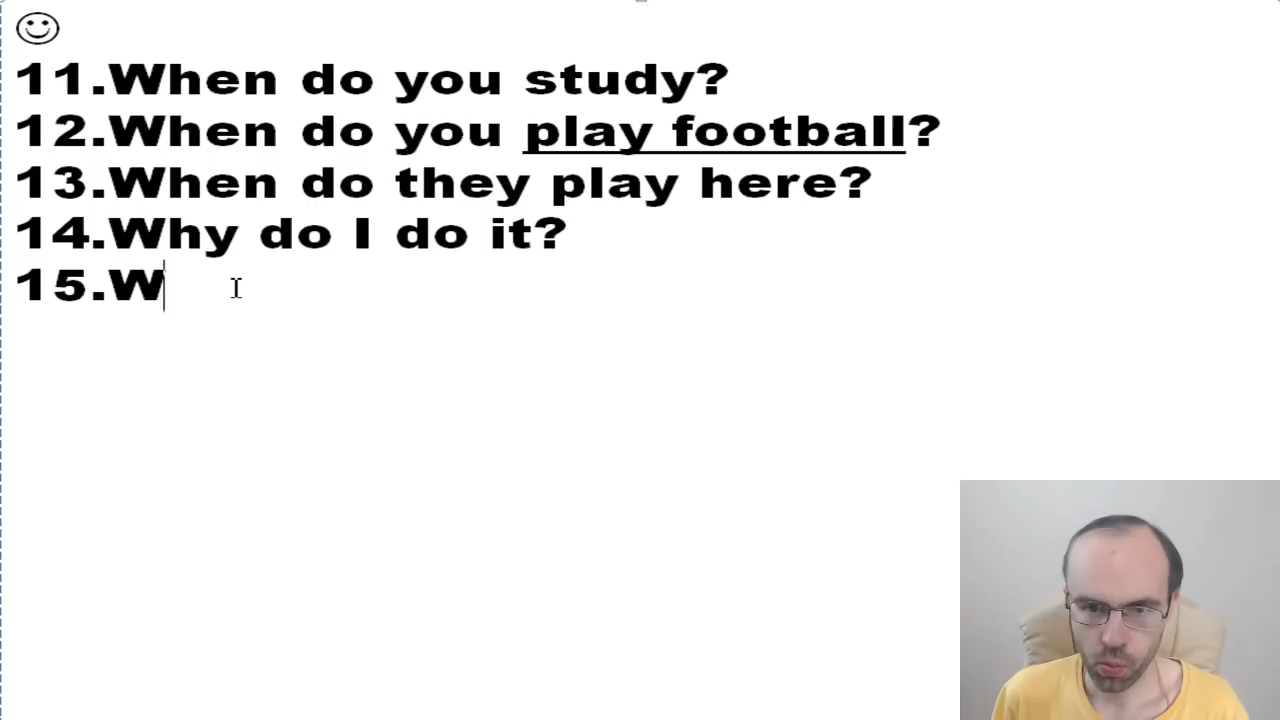 11.When do you study?
12.When do you play football?
13.When do they play here?
14.Why do I do it?
15.W